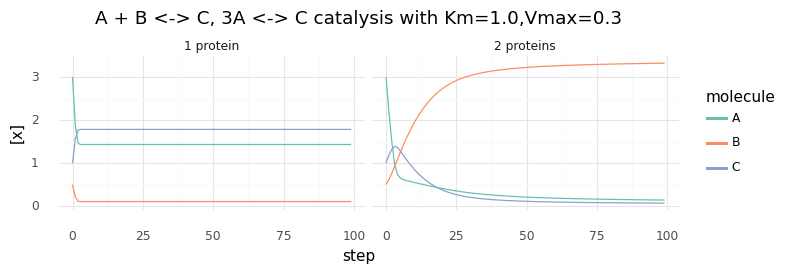 A + B <-> C, 3A <-> C catalysis with Km=1.0,Vmax=0.3
1 protein
2 proteins
3
2
1
0
[x]
0 25 50 75 100
0 25 50 75 100
step
molecule
A
B
C